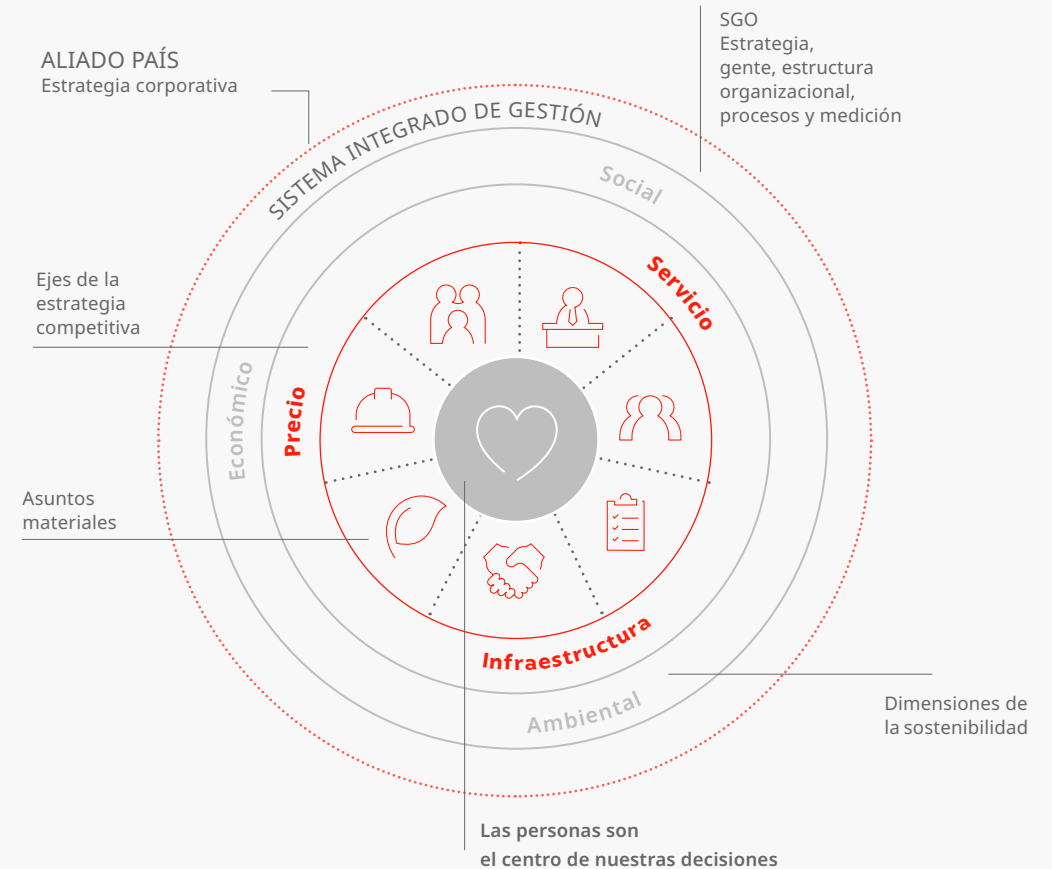 SGO
Estrategia,
gente, estructura
organizacional,
procesos y medición
ALIADO PAÍS
Estrategia corporativa
SISTEMA INTEGRADO DE GESTIÓN
Social
Servicio
Ejes de la
estrategia
competitiva
Económico
Precio
Asuntos
materiales
Infraestructura
Ambiental
Dimensiones de
la sostenibilidad
Las personas son
el centro de nuestras decisiones